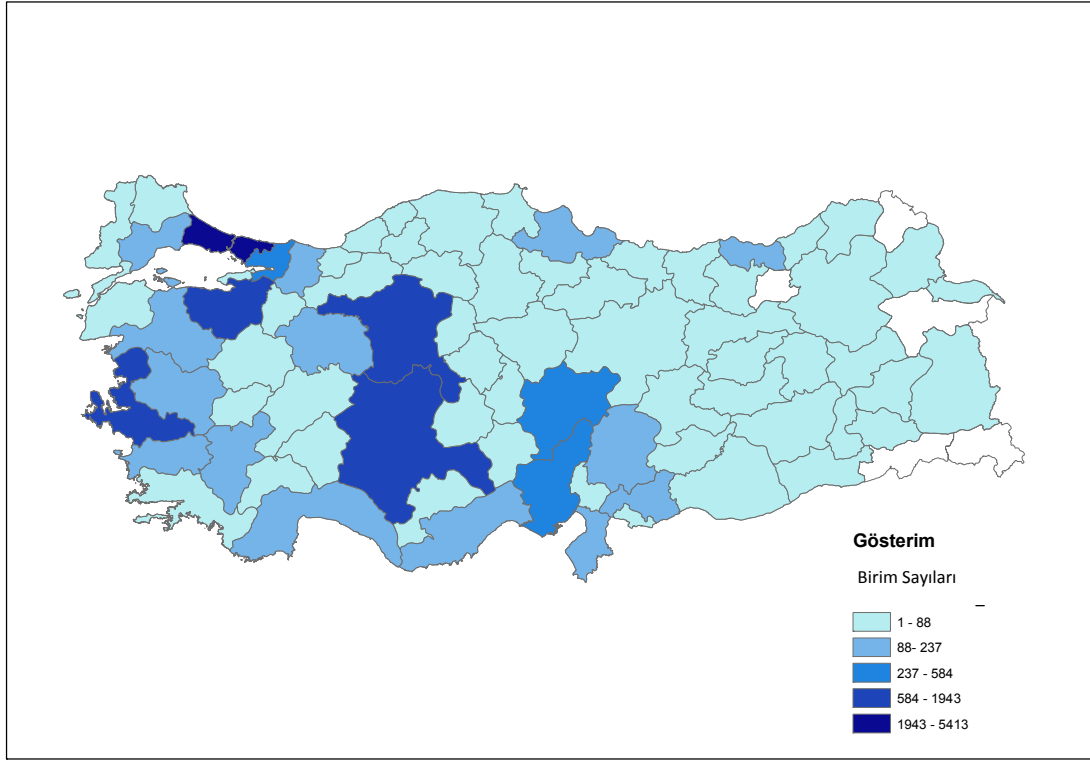 Gösterim
Birim Sayıları
–
1 - 88
88- 237
237 - 584
584 - 1943
1943 - 5413